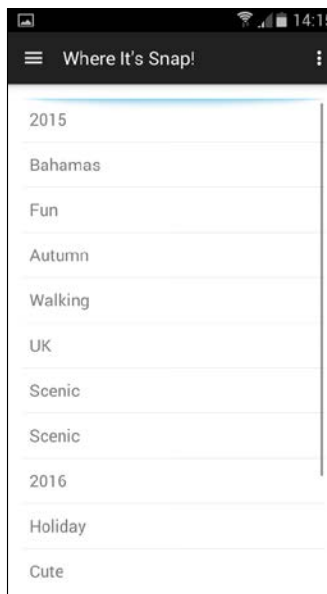 14:15
Where It's Snap!
2015
Bahamas
Fun
Autumn
Walking
UK
Scenic
Scenic
2016
Holiday
Cute